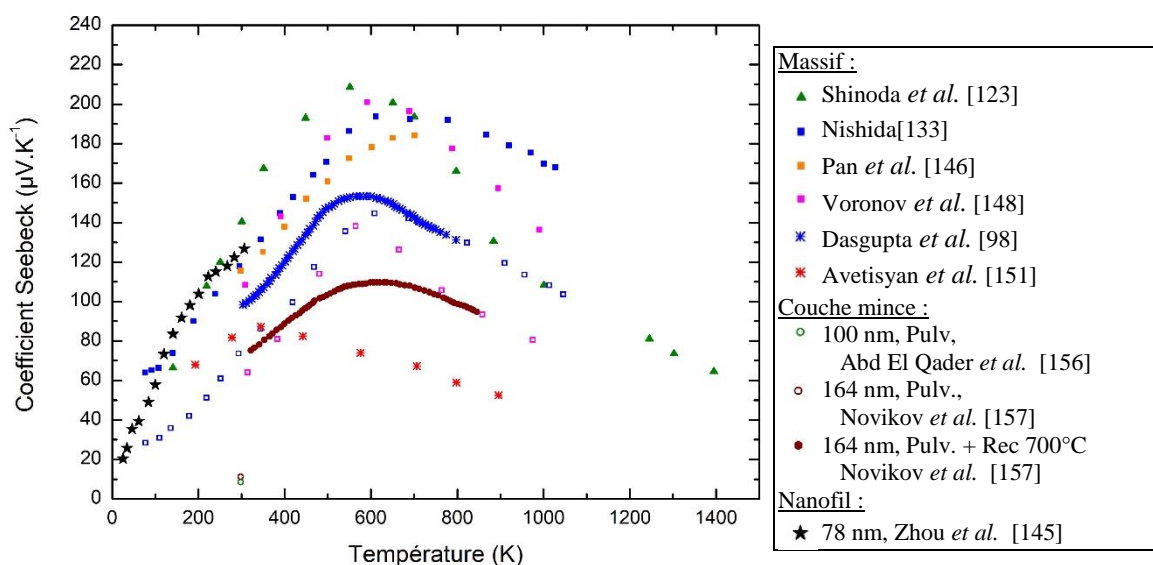 240
220
200
180
160
140
120
100
80
60
40
20
0
Coefficient Seebeck (µV.K⁻¹)
0 200 400 600 800 1000 1200 1400
Température (K)
Massif :
Shinoda et al. [123]
Nishida[133]
Pan et al. [146]
Voronov et al. [148]
Dasgupta et al. [98]
Avetisyan et al. [151]
Couche mince :
100 nm, Pulv,
Abd El Qader et al. [156]
164 nm, Pulv.,
Novikov et al. [157]
164 nm, Pulv. + Rec 700°C
Novikov et al. [157]
Nanofil :
78 nm, Zhou et al. [145]